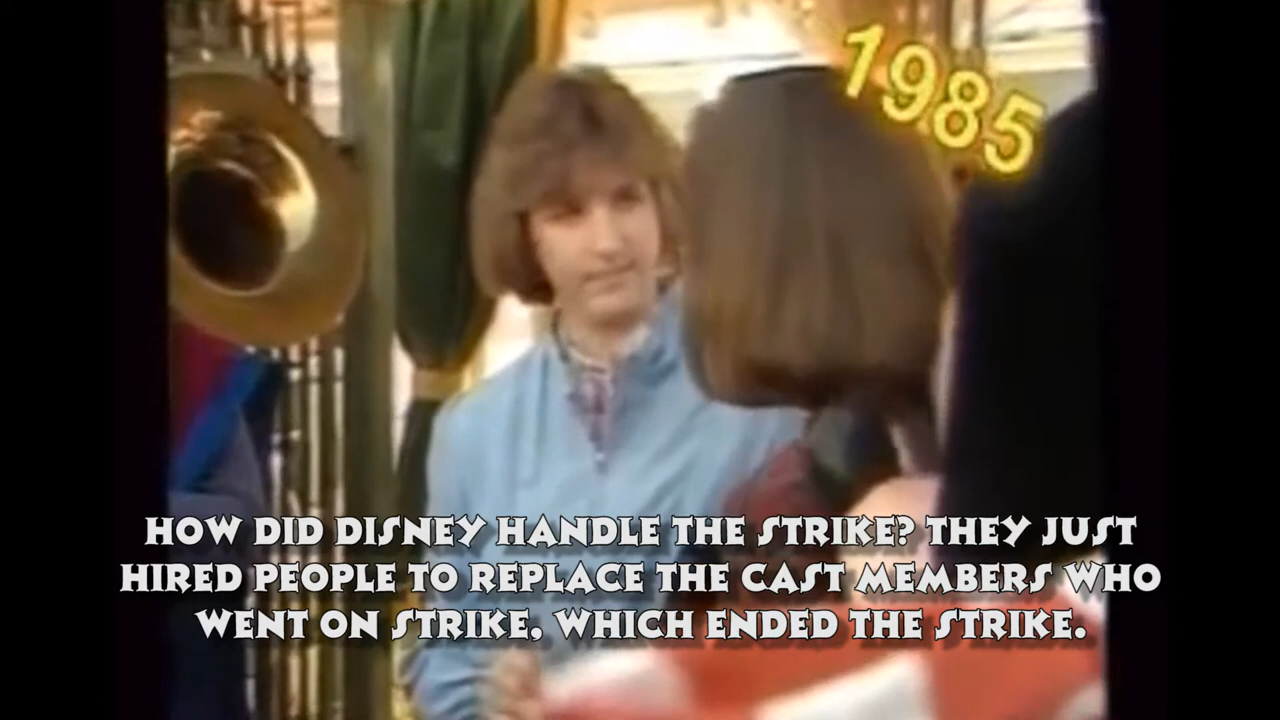 1985
HOW DID DISNEY HANDLE THE STRIKE? THEY JUST
HIRED PEOPLE TO REPLACE THE CAST MEMBERS WHO
WENT ON STRIKE. WHICH ENDED THE STRIKE.